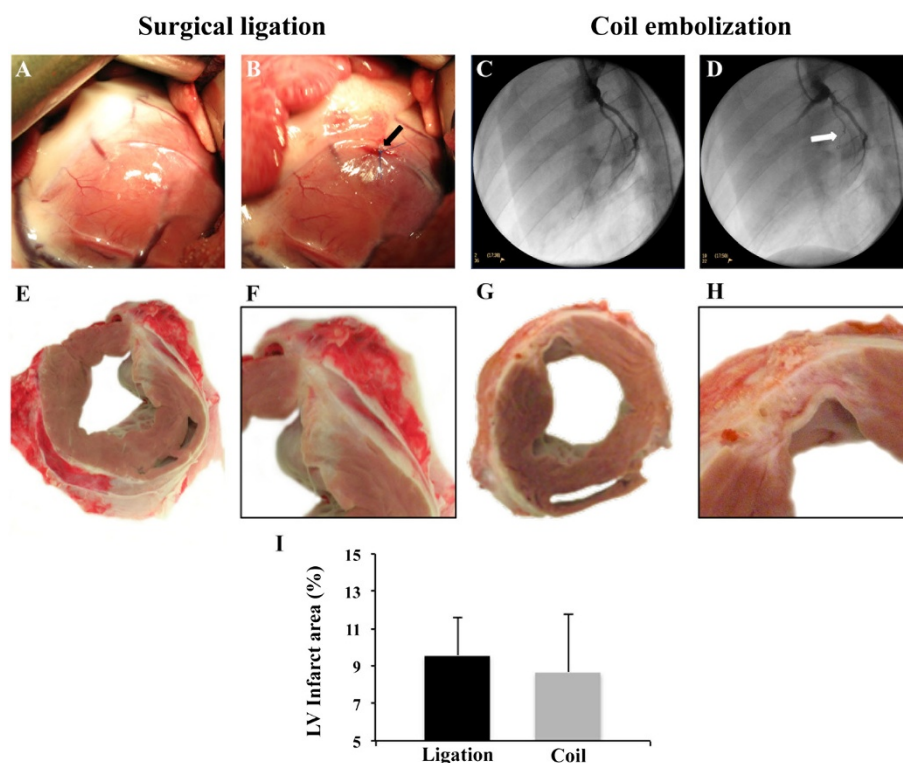 Surgical ligation
Coil embolization
A
B
C
D
E
F
G
H
I
LV Infarct area (%)
15
13
11
9
7
5
Ligation
Coil